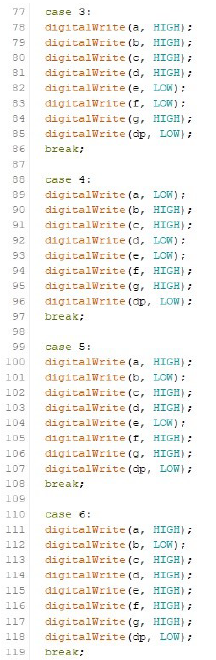 77 case 3:
78 digitalWrite(a, HIGH);
79 digitalWrite(b, HIGH);
80 digitalWrite(c, HIGH);
81 digitalWrite(d, HIGH);
82 digitalWrite(e, LOW);
83 digitalWrite(f, LOW);
84 digitalWrite(g, HIGH);
85 digitalWrite(dp, LOW);
86 break;
87
88 case 4:
89 digitalWrite(a, LOW);
90 digitalWrite(b, HIGH);
91 digitalWrite(c, HIGH);
92 digitalWrite(d, LOW);
93 digitalWrite(e, LOW);
94 digitalWrite(f, HIGH);
95 digitalWrite(g, HIGH);
96 digitalWrite(dp, LOW);
97 break;
98
99 case 5:
100 digitalWrite(a, HIGH);
101 digitalWrite(b, LOW);
102 digitalWrite(c, HIGH);
103 digitalWrite(d, HIGH);
104 digitalWrite(e, LOW);
105 digitalWrite(f, HIGH);
106 digitalWrite(g, HIGH);
107 digitalWrite(dp, LOW);
108 break;
109
110 case 6:
111 digitalWrite(a, HIGH);
112 digitalWrite(b, LOW);
113 digitalWrite(c, HIGH);
114 digitalWrite(d, HIGH);
115 digitalWrite(e, HIGH);
116 digitalWrite(f, HIGH);
117 digitalWrite(g, HIGH);
118 digitalWrite(dp, LOW);
119 break;